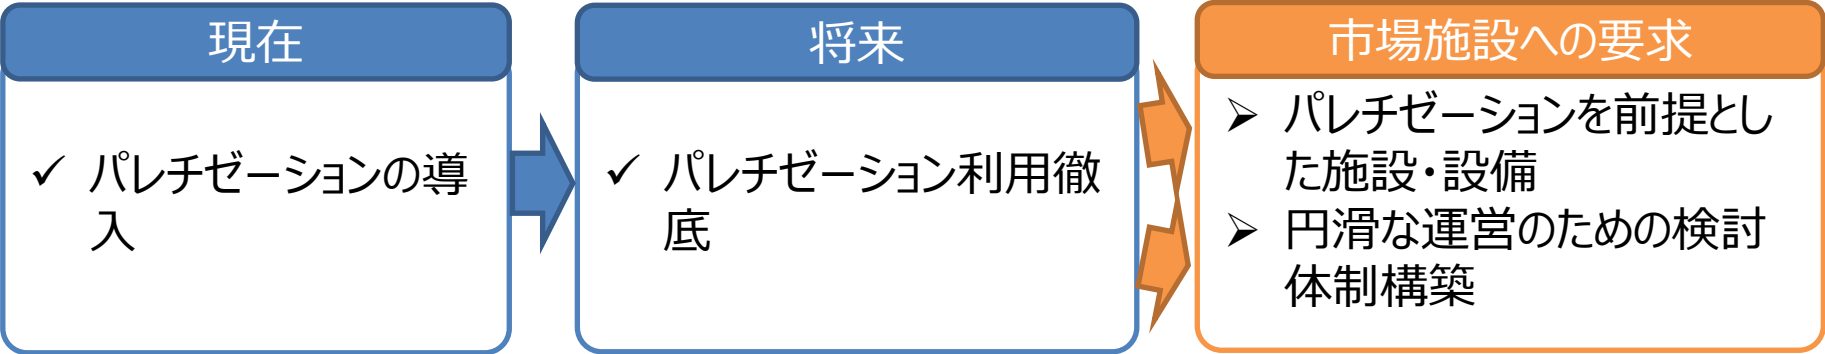 現在
✓ パレチゼーションの導
入
将来
✓ パレチゼーション利用徹
底
市場施設への要求
➢ パレチゼーションを前提とし
た施設・設備
➢ 円滑な運営のための検討
体制構築